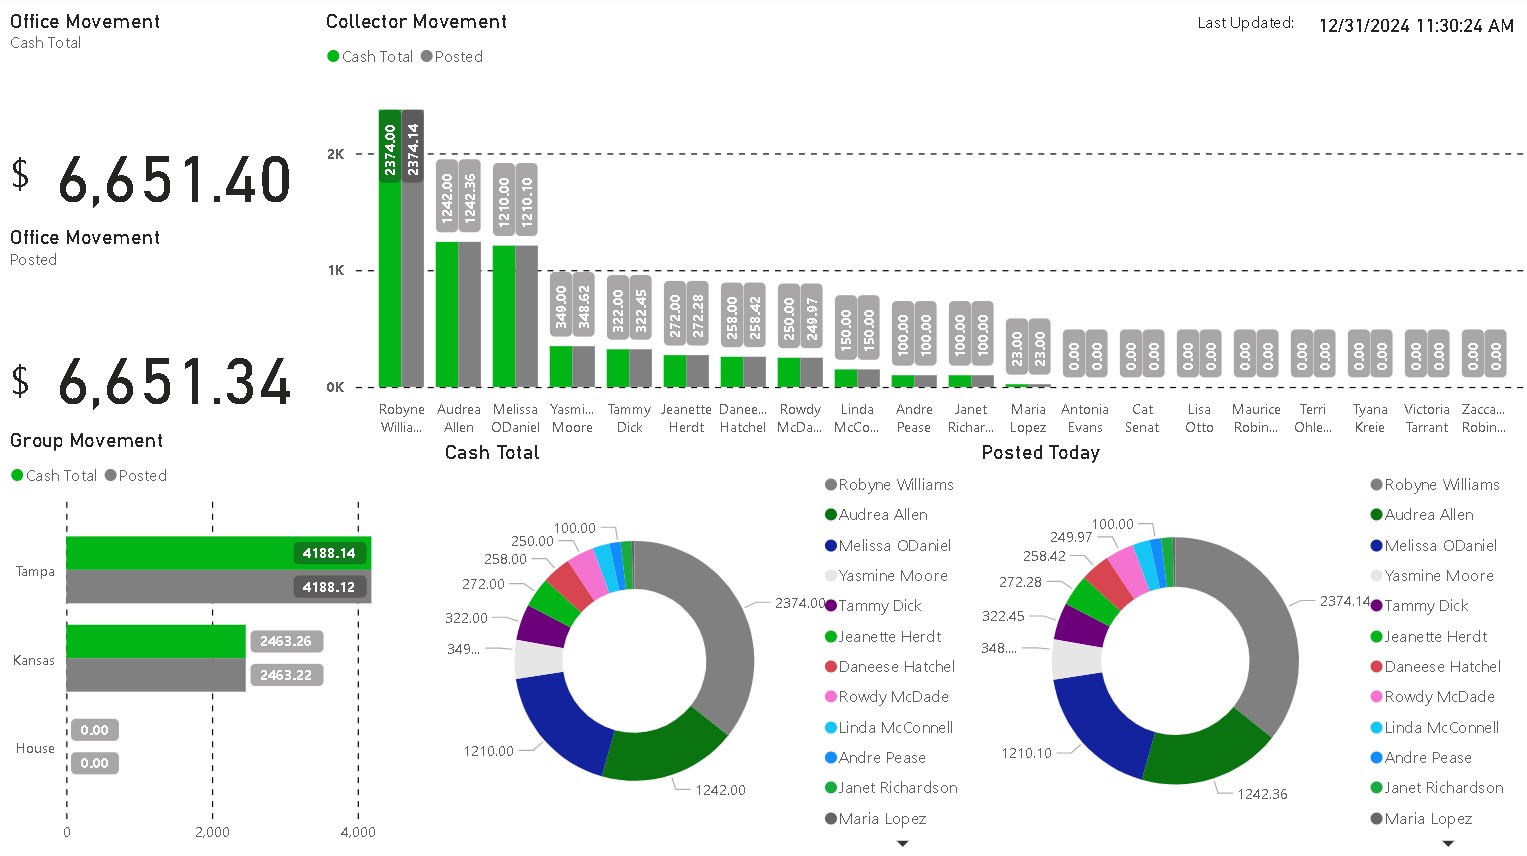 Office Movement
Cash Total
$ 6,651.40
Office Movement
Posted
$ 6,651.34
Collector Movement
Cash Total Posted
Last Updated: 12/31/2024 11:30:24 AM
2K
1K
0K
2374.00 2374.14
1242.00 1242.36
1210.00 1210.10
349.00 348.62
322.00 322.45
272.00 272.28
258.00 258.42
250.00 249.97
150.00 150.00
100.00 100.00
100.00 100.00
23.00 23.00
0.00 0.00
0.00 0.00
0.00 0.00
0.00 0.00
0.00 0.00
0.00 0.00
0.00 0.00
0.00 0.00
Robyne Willia...
Audrea Allen
Melissa ODaniel
Yasmi... Moore
Tammy Dick
Jeanette Herdt
Danee... Hatchel
Rowdy McDa...
Linda McCo...
Andre Pease
Janet Richar...
Maria Lopez
Antonia Evans
Cat Senat
Lisa Otto
Maurice Robin...
Terri Ohle...
Tyana Kreie
Victoria Tarrant
Zacca... Robin...
Group Movement
Cash Total Posted
Tampa
4188.14
4188.12
Kansas
2463.26
2463.22
House
0.00
0.00
0 2,000 4,000
Cash Total
100.00
250.00
258.00
272.00
322.00
349...
1210.00
1242.00
2374.00
Robyne Williams
Audrea Allen
Melissa ODaniel
Yasmine Moore
Tammy Dick
Jeanette Herdt
Daneese Hatchel
Rowdy McDade
Linda McConnell
Andre Pease
Janet Richardson
Maria Lopez
Posted Today
100.00
249.97
258.42
272.28
322.45
348....
1210.10
1242.36
2374.14
Robyne Williams
Audrea Allen
Melissa ODaniel
Yasmine Moore
Tammy Dick
Jeanette Herdt
Daneese Hatchel
Rowdy McDade
Linda McConnell
Andre Pease
Janet Richardson
Maria Lopez